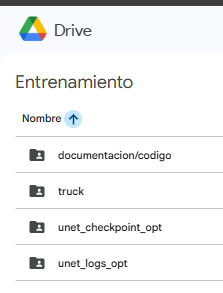 Drive
Entrenamiento
Nombre
documentacion/codigo
truck
unet_checkpoint_opt
unet_logs_opt